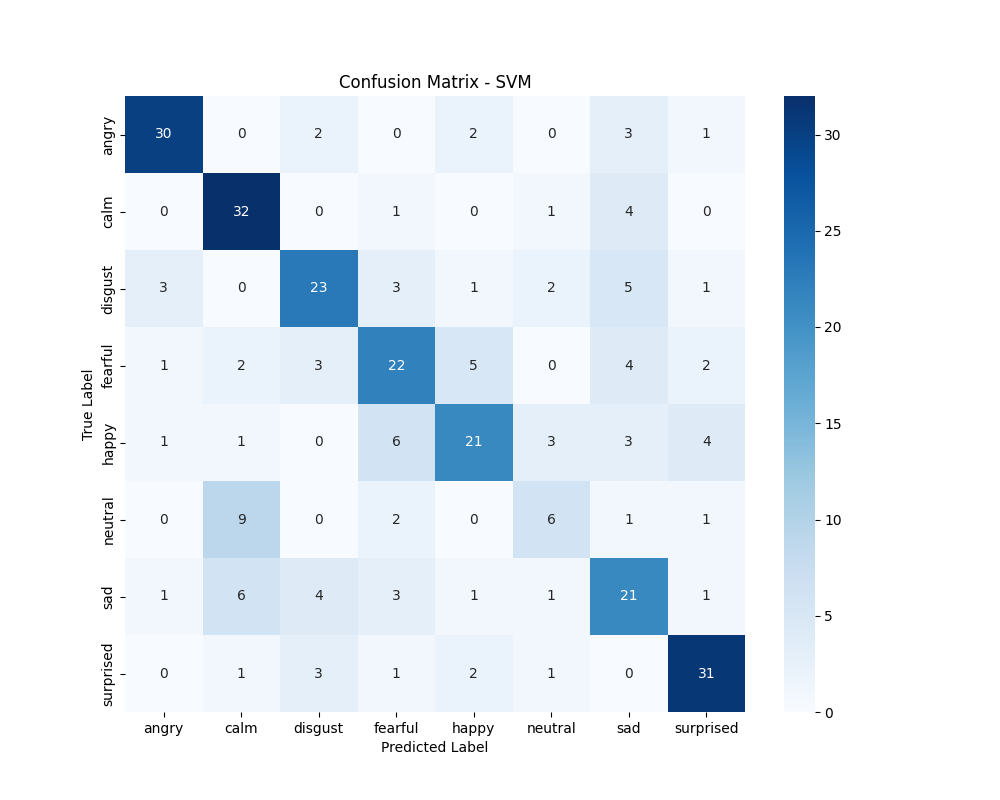 Confusion Matrix - SVM
True Label
angry 30 0 2 0 2 0 3 1
calm 0 32 0 1 0 1 4 0
disgust 3 0 23 3 1 2 5 1
fearful 1 2 3 22 5 0 4 2
happy 1 1 0 6 21 3 3 4
neutral 0 9 0 2 0 6 1 1
sad 1 6 4 3 1 1 21 1
surprised 0 1 3 1 2 1 0 31
angry calm disgust fearful happy neutral sad surprised
Predicted Label
30
25
20
15
10
5
0